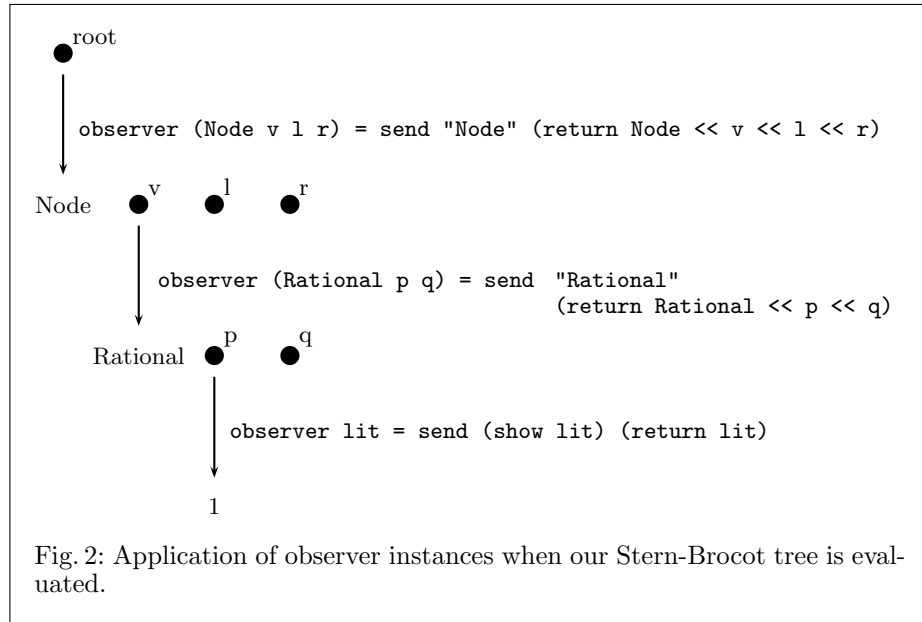 root
observer (Node v l r) = send "Node" (return Node << v << l << r)
Node v l r
observer (Rational p q) = send "Rational"
(return Rational << p << q)
Rational p q
observer lit = send (show lit) (return lit)
1
Fig. 2: Application of observer instances when our Stern-Brocot tree is eval-
uated.